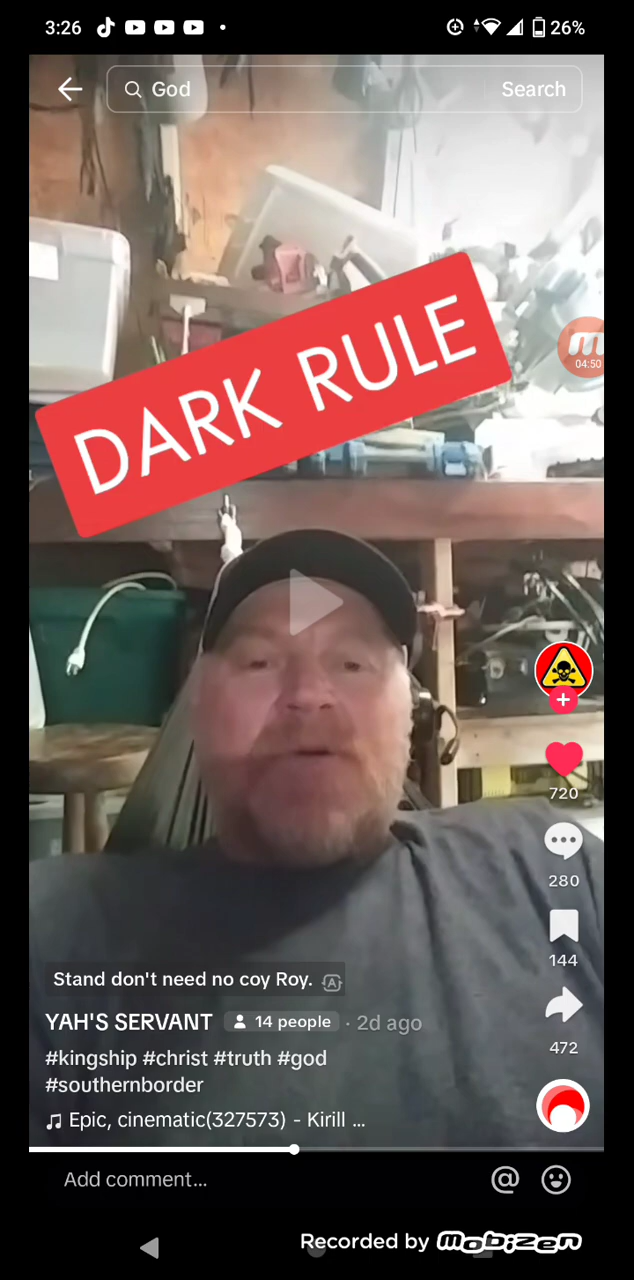 3:26
26%
God
Search
DARK RULE
04:50
720
280
144
472
Stand don't need no coy Roy.
YAH'S SERVANT 14 people · 2d ago
#kingship #christ #truth #god
#southernborder
Epic, cinematic(327573) - Kirill ...
Add comment...
Recorded by mobizen